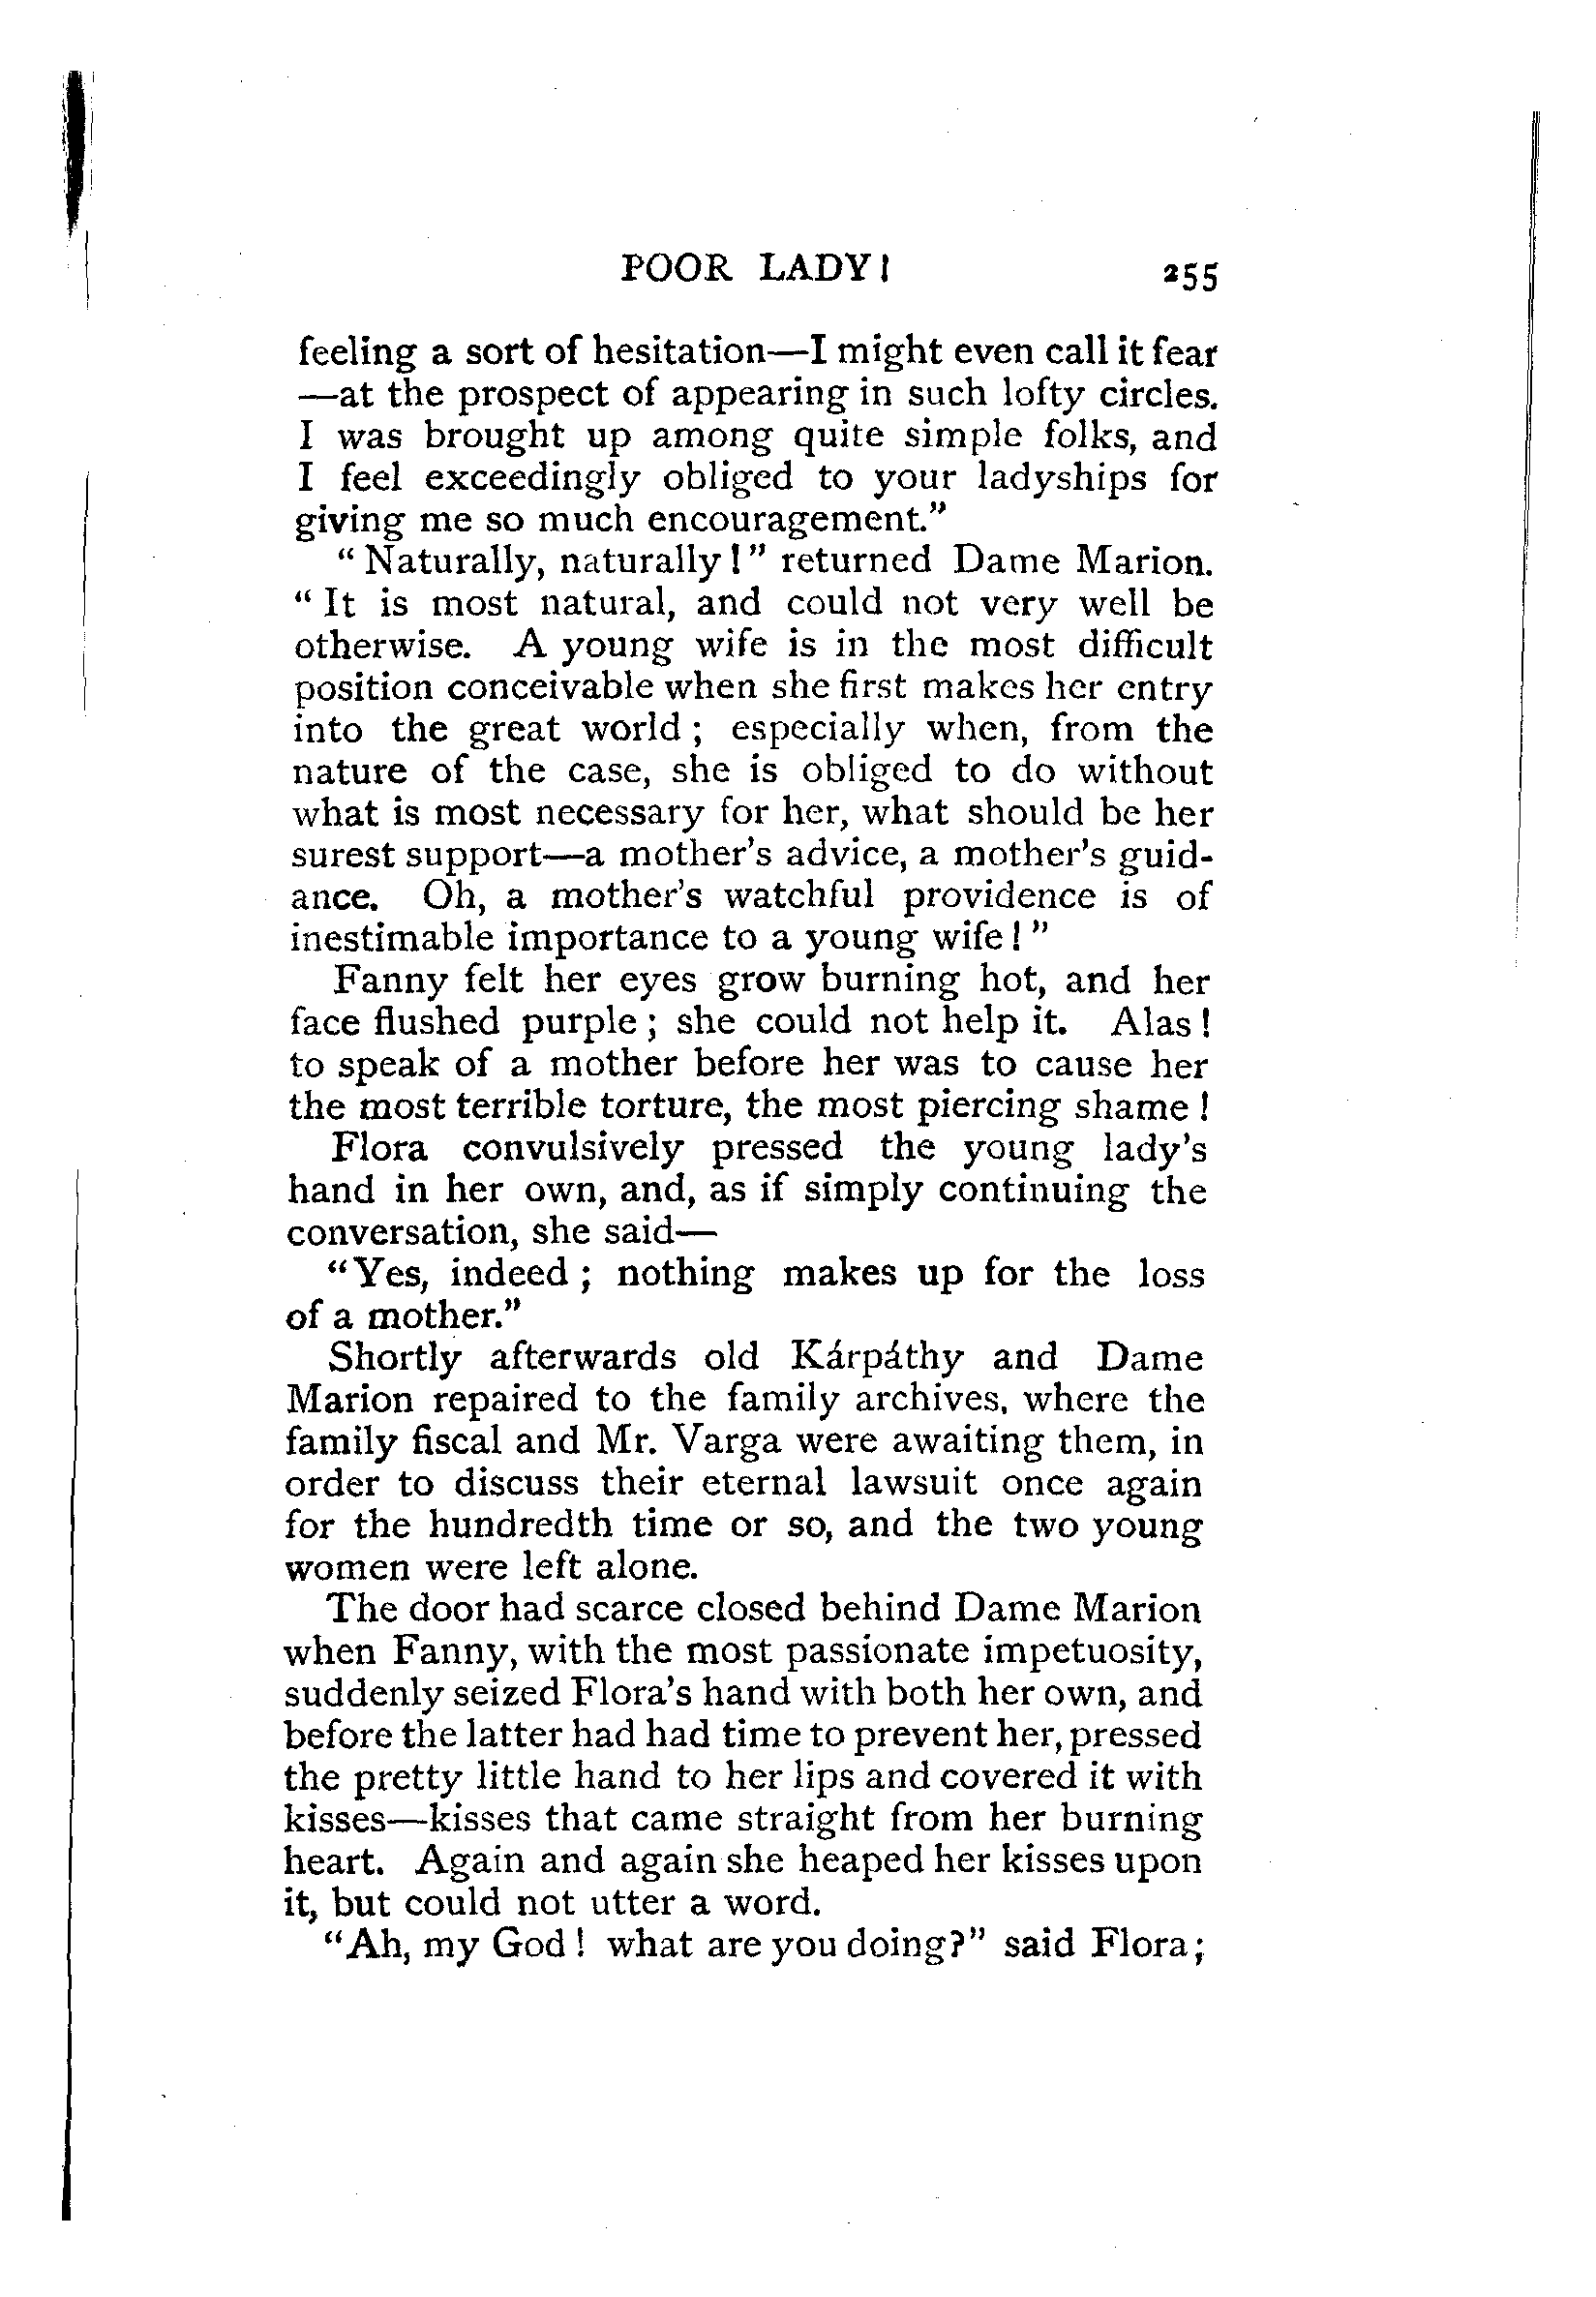 POOR LADY! 255
feeling a sort of hesitation—I might even call it fear
—at the prospect of appearing in such lofty circles.
I was brought up among quite simple folks, and
I feel exceedingly obliged to your ladyships for
giving me so much encouragement."
"Naturally, naturally!" returned Dame Marion.
"It is most natural, and could not very well be
otherwise. A young wife is in the most difficult
position conceivable when she first makes her entry
into the great world; especially when, from the
nature of the case, she is obliged to do without
what is most necessary for her, what should be her
surest support—a mother's advice, a mother's guid-
ance. Oh, a mother's watchful providence is of
inestimable importance to a young wife!"
Fanny felt her eyes grow burning hot, and her
face flushed purple; she could not help it. Alas!
to speak of a mother before her was to cause her
the most terrible torture, the most piercing shame!
Flora convulsively pressed the young lady's
hand in her own, and, as if simply continuing the
conversation, she said—
"Yes, indeed; nothing makes up for the loss
of a mother."
Shortly afterwards old Kárpáthy and Dame
Marion repaired to the family archives, where the
family fiscal and Mr. Varga were awaiting them, in
order to discuss their eternal lawsuit once again
for the hundredth time or so, and the two young
women were left alone.
The door had scarce closed behind Dame Marion
when Fanny, with the most passionate impetuosity,
suddenly seized Flora's hand with both her own, and
before the latter had had time to prevent her, pressed
the pretty little hand to her lips and covered it with
kisses—kisses that came straight from her burning
heart. Again and again she heaped her kisses upon
it, but could not utter a word.
"Ah, my God! what are you doing?" said Flora;